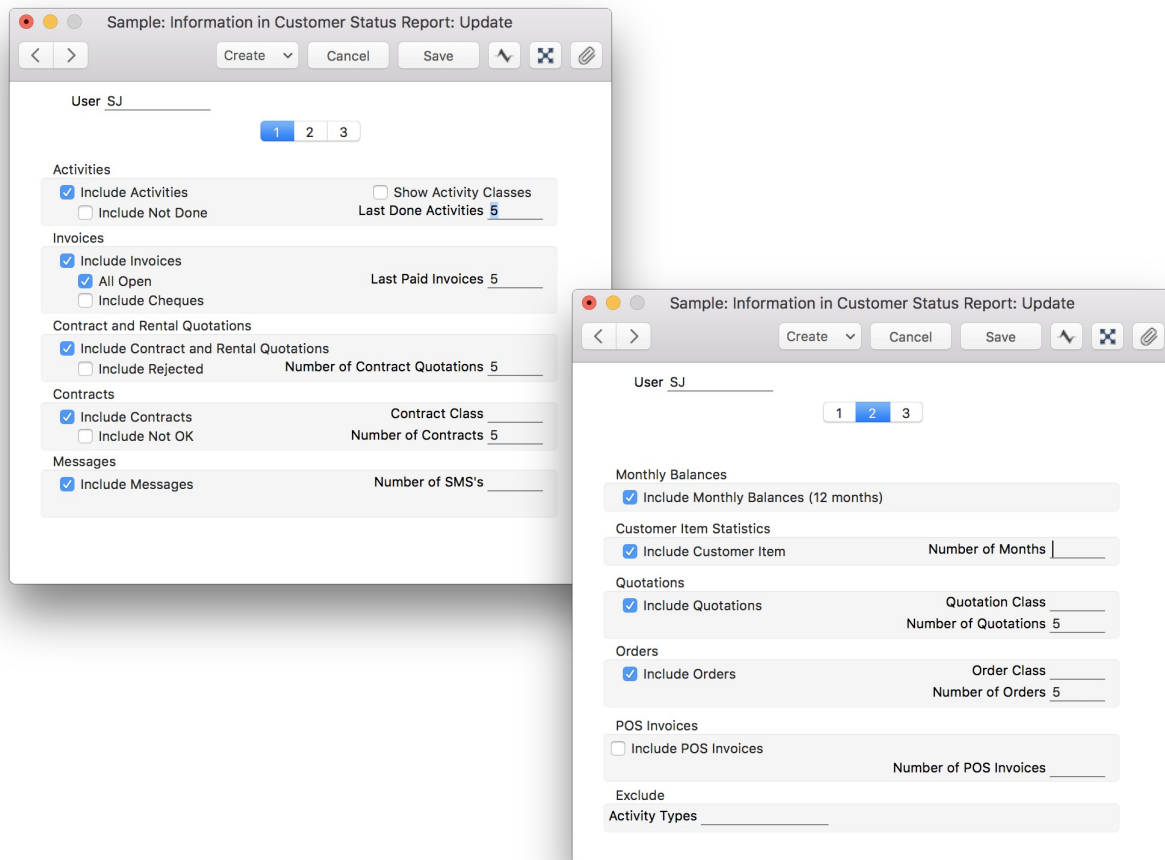 Sample: Information in Customer Status Report: Update
Create Cancel Save
User SJ
1 2 3
Activities
Include Activities Show Activity Classes
Include Not Done Last Done Activities 5
Invoices
Include Invoices
All Open Last Paid Invoices 5
Include Cheques
Contract and Rental Quotations
Include Contract and Rental Quotations
Include Rejected Number of Contract Quotations 5
Contracts
Include Contracts Contract Class
Include Not OK Number of Contracts 5
Messages
Include Messages Number of SMS's
Sample: Information in Customer Status Report: Update
Create Cancel Save
User SJ
1 2 3
Monthly Balances
Include Monthly Balances (12 months)
Customer Item Statistics
Include Customer Item Number of Months
Quotations
Include Quotations Quotation Class
Number of Quotations 5
Orders
Include Orders Order Class
Number of Orders 5
POS Invoices
Include POS Invoices
Number of POS Invoices
Exclude
Activity Types